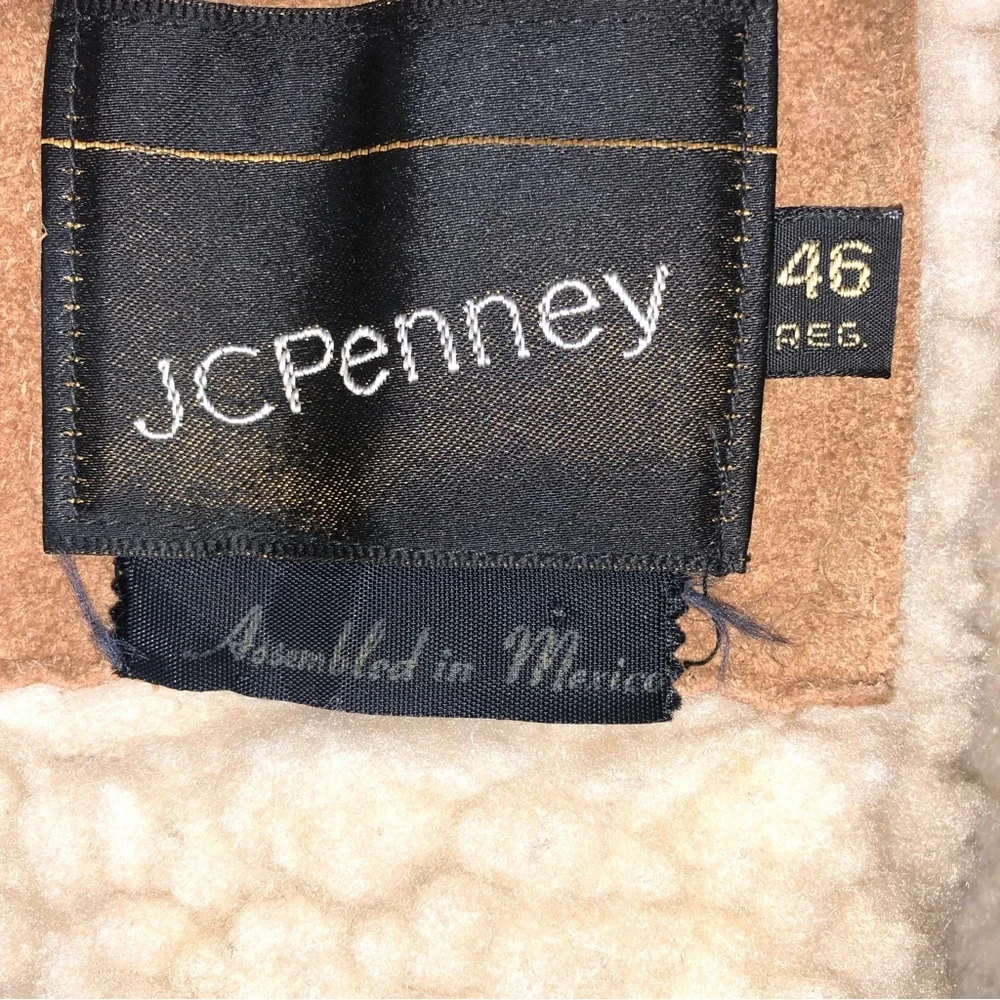 JCPenney
46
REG.
Assembled in Mexico